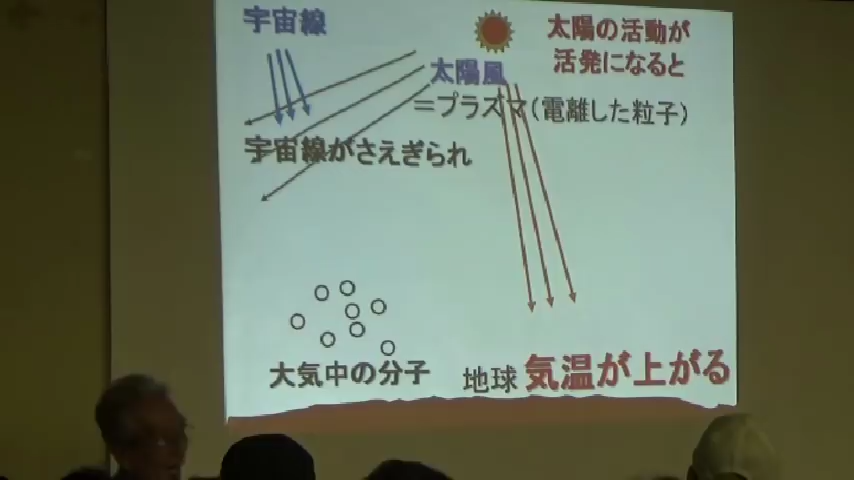 宇宙線
太陽の活動が
活発になると
太陽風
＝プラズマ（電離した粒子）
宇宙線がさえぎられ
大気中の分子
地球 気温が上がる